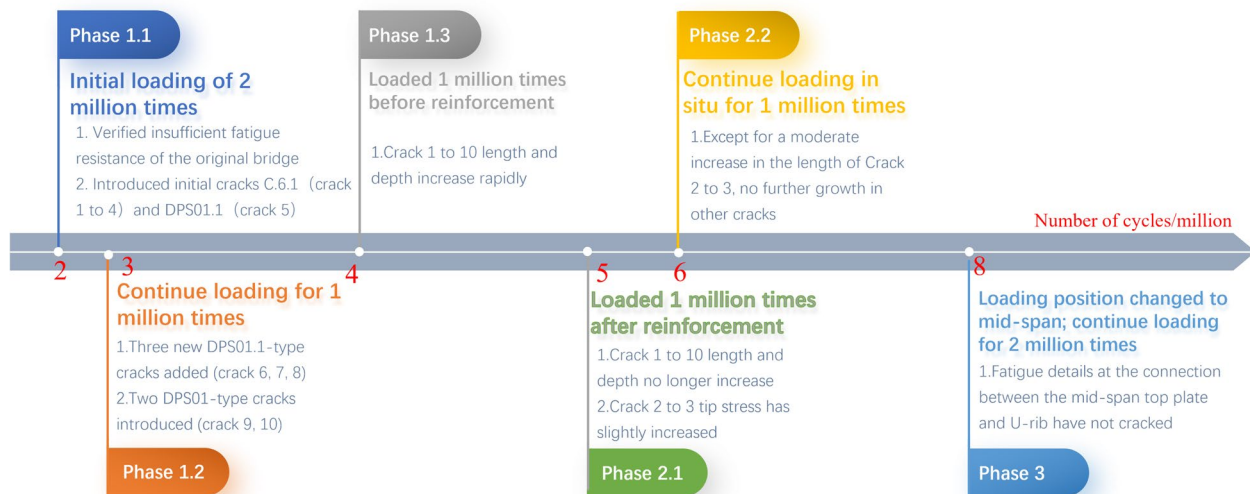 Phase 1.1
Initial loading of 2
million times
1. Verified insufficient fatigue
resistance of the original bridge
2. Introduced initial cracks C.6.1（crack
1 to 4）and DPS01.1（crack 5）
Phase 1.3
Loaded 1 million times
before reinforcement
1.Crack 1 to 10 length and
depth increase rapidly
Phase 2.2
Continue loading in
situ for 1 million times
1.Except for a moderate
increase in the length of Crack
2 to 3, no further growth in
other cracks
Number of cycles/million
2
3
4
5
6
8
Continue loading for 1
million times
1.Three new DPS01.1-type
cracks added (crack 6, 7, 8)
2.Two DPS01-type cracks
introduced (crack 9, 10)
Phase 1.2
Loaded 1 million times
after reinforcement
1.Crack 1 to 10 length and
depth no longer increase
2.Crack 2 to 3 tip stress has
slightly increased
Phase 2.1
Loading position changed to
mid-span; continue loading
for 2 million times
1.Fatigue details at the connection
between the mid-span top plate
and U-rib have not cracked
Phase 3